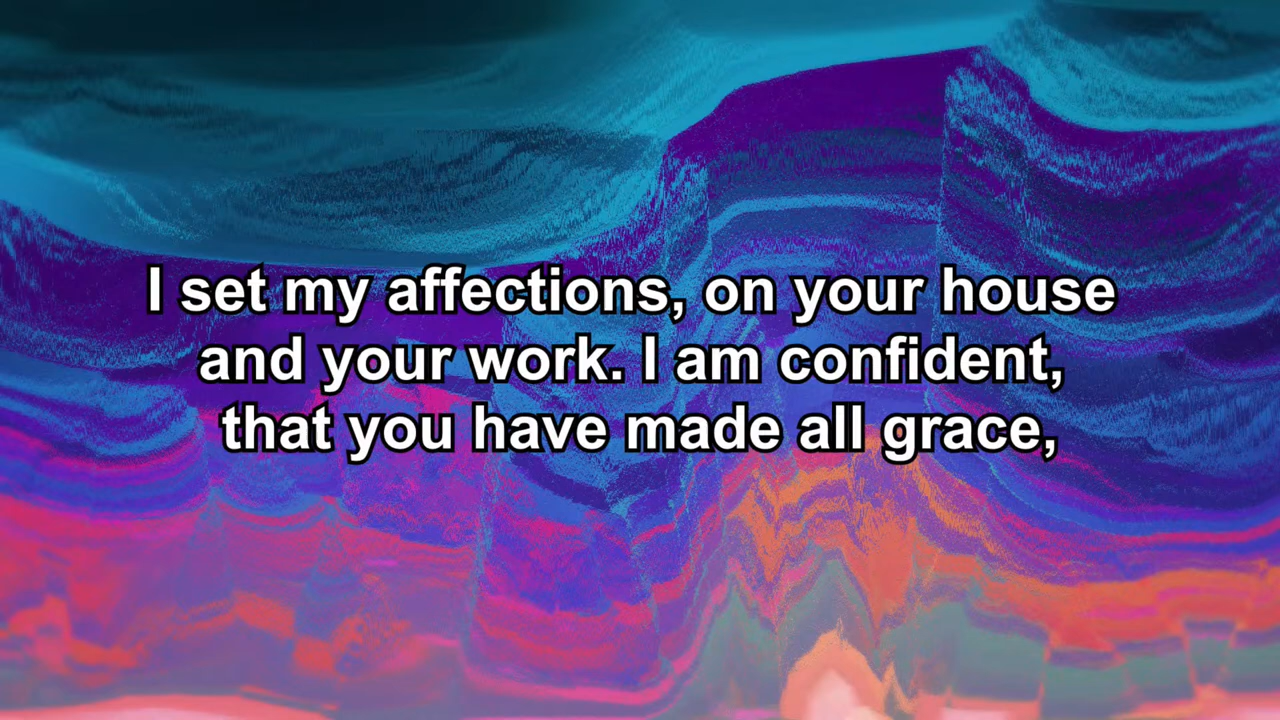 I set my affections, on your house
and your work. I am confident,
that you have made all grace,